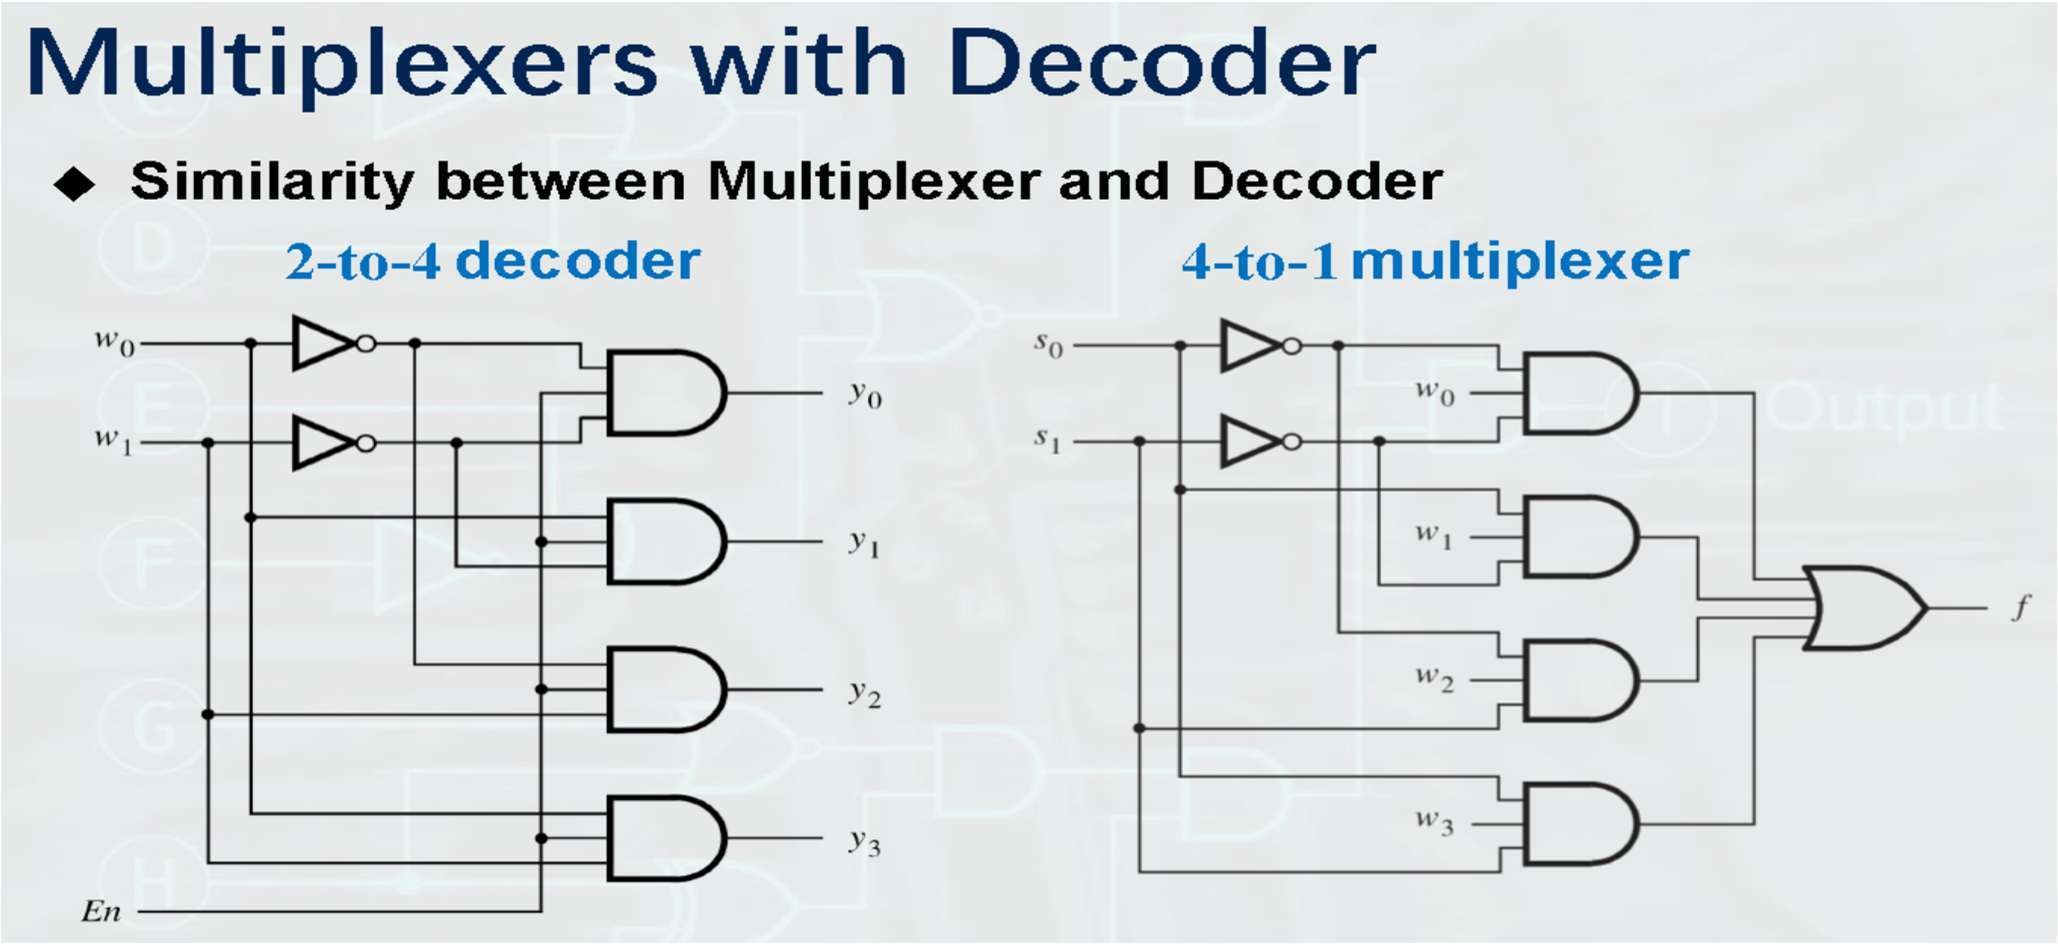 Multiplexers with Decoder
◆ Similarity between Multiplexer and Decoder
2-to-4 decoder
w0
w1
y0
y1
y2
y3
En
4-to-1 multiplexer
s0
s1
w0
w1
w2
w3
f
D
E
F
G
H
Output